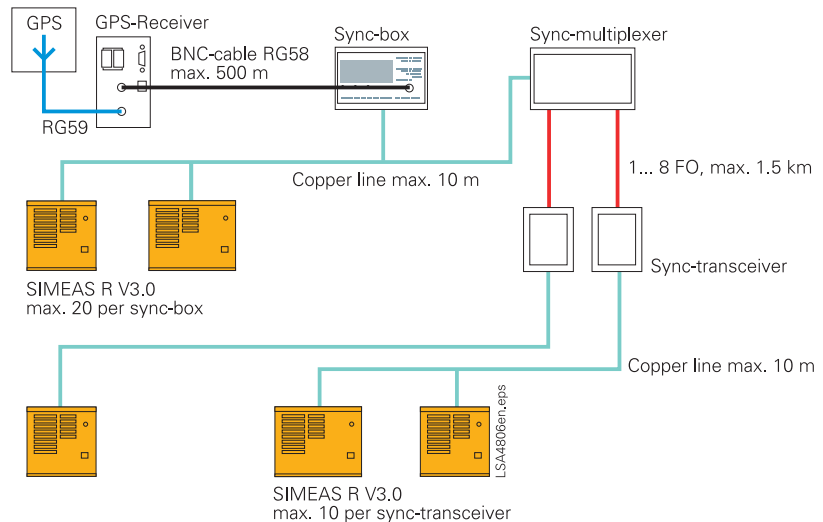 GPS
GPS-Receiver
BNC-cable RG58
max. 500 m
Sync-box
Sync-multiplexer
RG59
Copper line max. 10 m
1... 8 FO, max. 1.5 km
SIMEAS R V3.0
max. 20 per sync-box
Sync-transceiver
Copper line max. 10 m
LSA4806en.eps
SIMEAS R V3.0
max. 10 per sync-transceiver